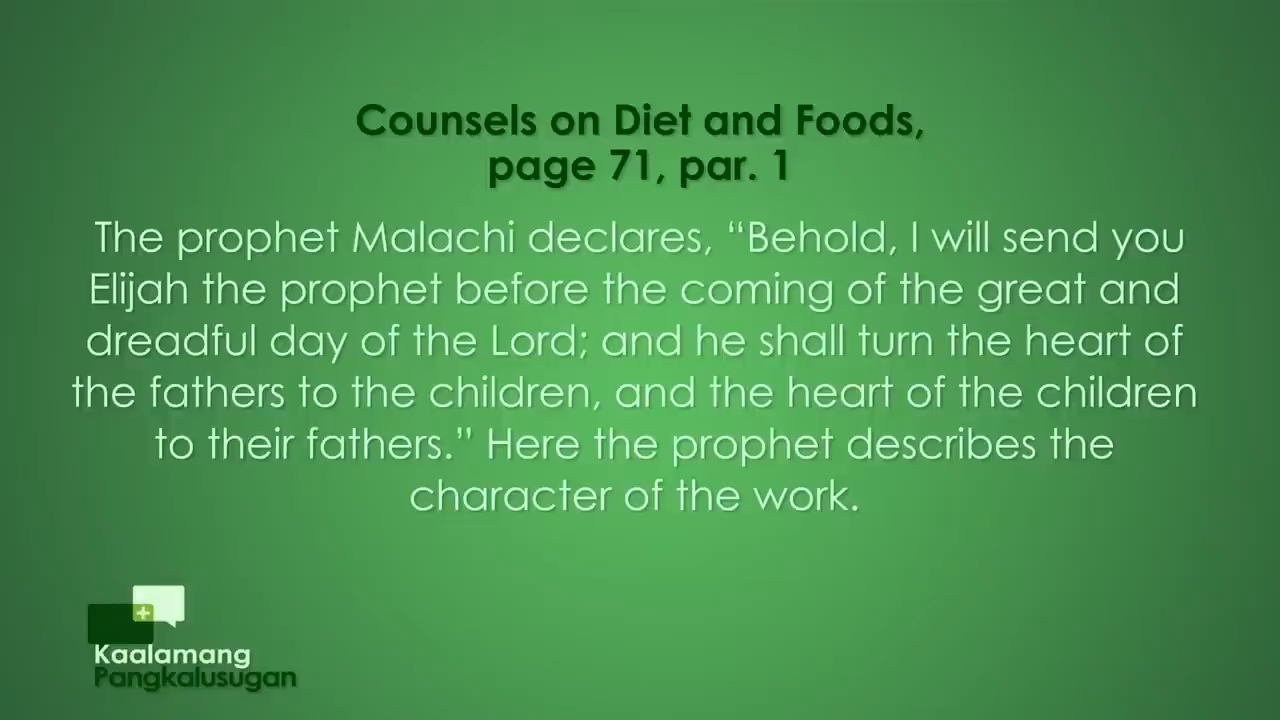 Counsels on Diet and Foods,
page 71, par. 1
The prophet Malachi declares, “Behold, I will send you
Elijah the prophet before the coming of the great and
dreadful day of the Lord; and he shall turn the heart of
the fathers to the children, and the heart of the children
to their fathers.” Here the prophet describes the
character of the work.
Kaalamang
Pangkalusugan